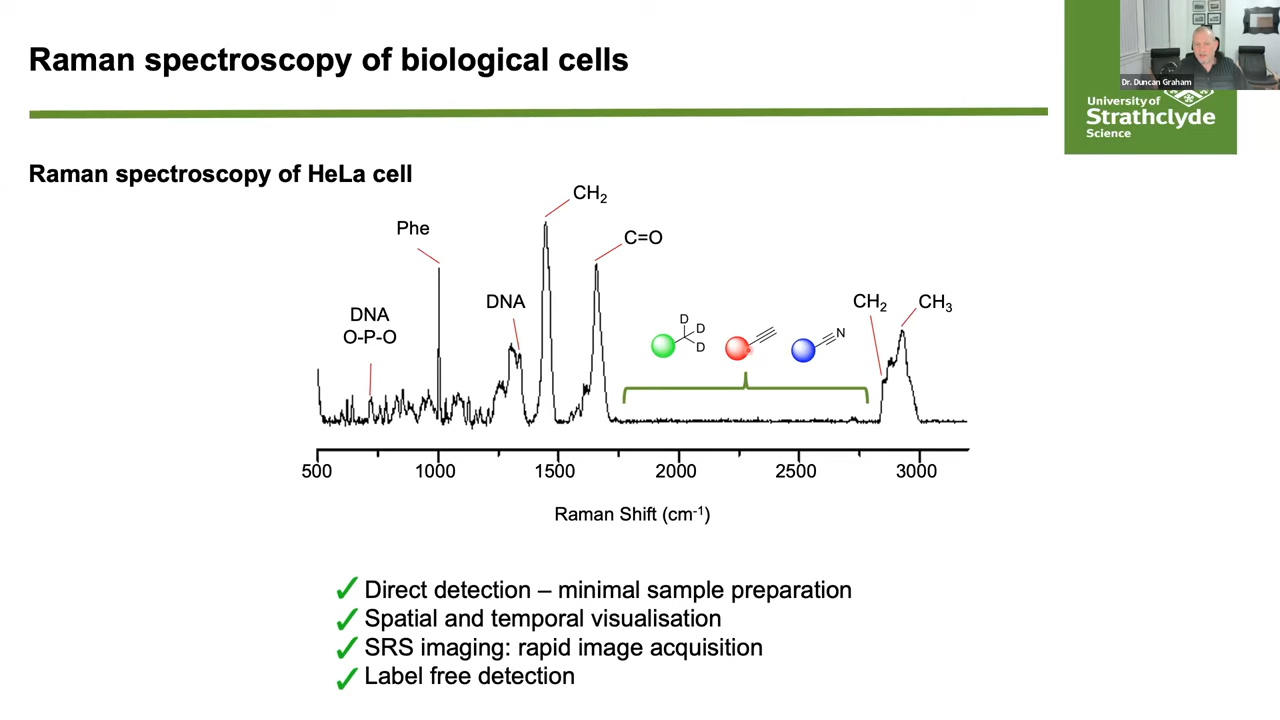 Raman spectroscopy of biological cells
Dr. Duncan Graham
University of
Strathclyde
Science
Raman spectroscopy of HeLa cell
CH₂
Phe
C=O
DNA
O-P-O
DNA
D
D
D
N
CH₂
CH₃
500
1000
1500
2000
2500
3000
Raman Shift (cm⁻¹)
✓ Direct detection – minimal sample preparation
✓ Spatial and temporal visualisation
✓ SRS imaging: rapid image acquisition
✓ Label free detection